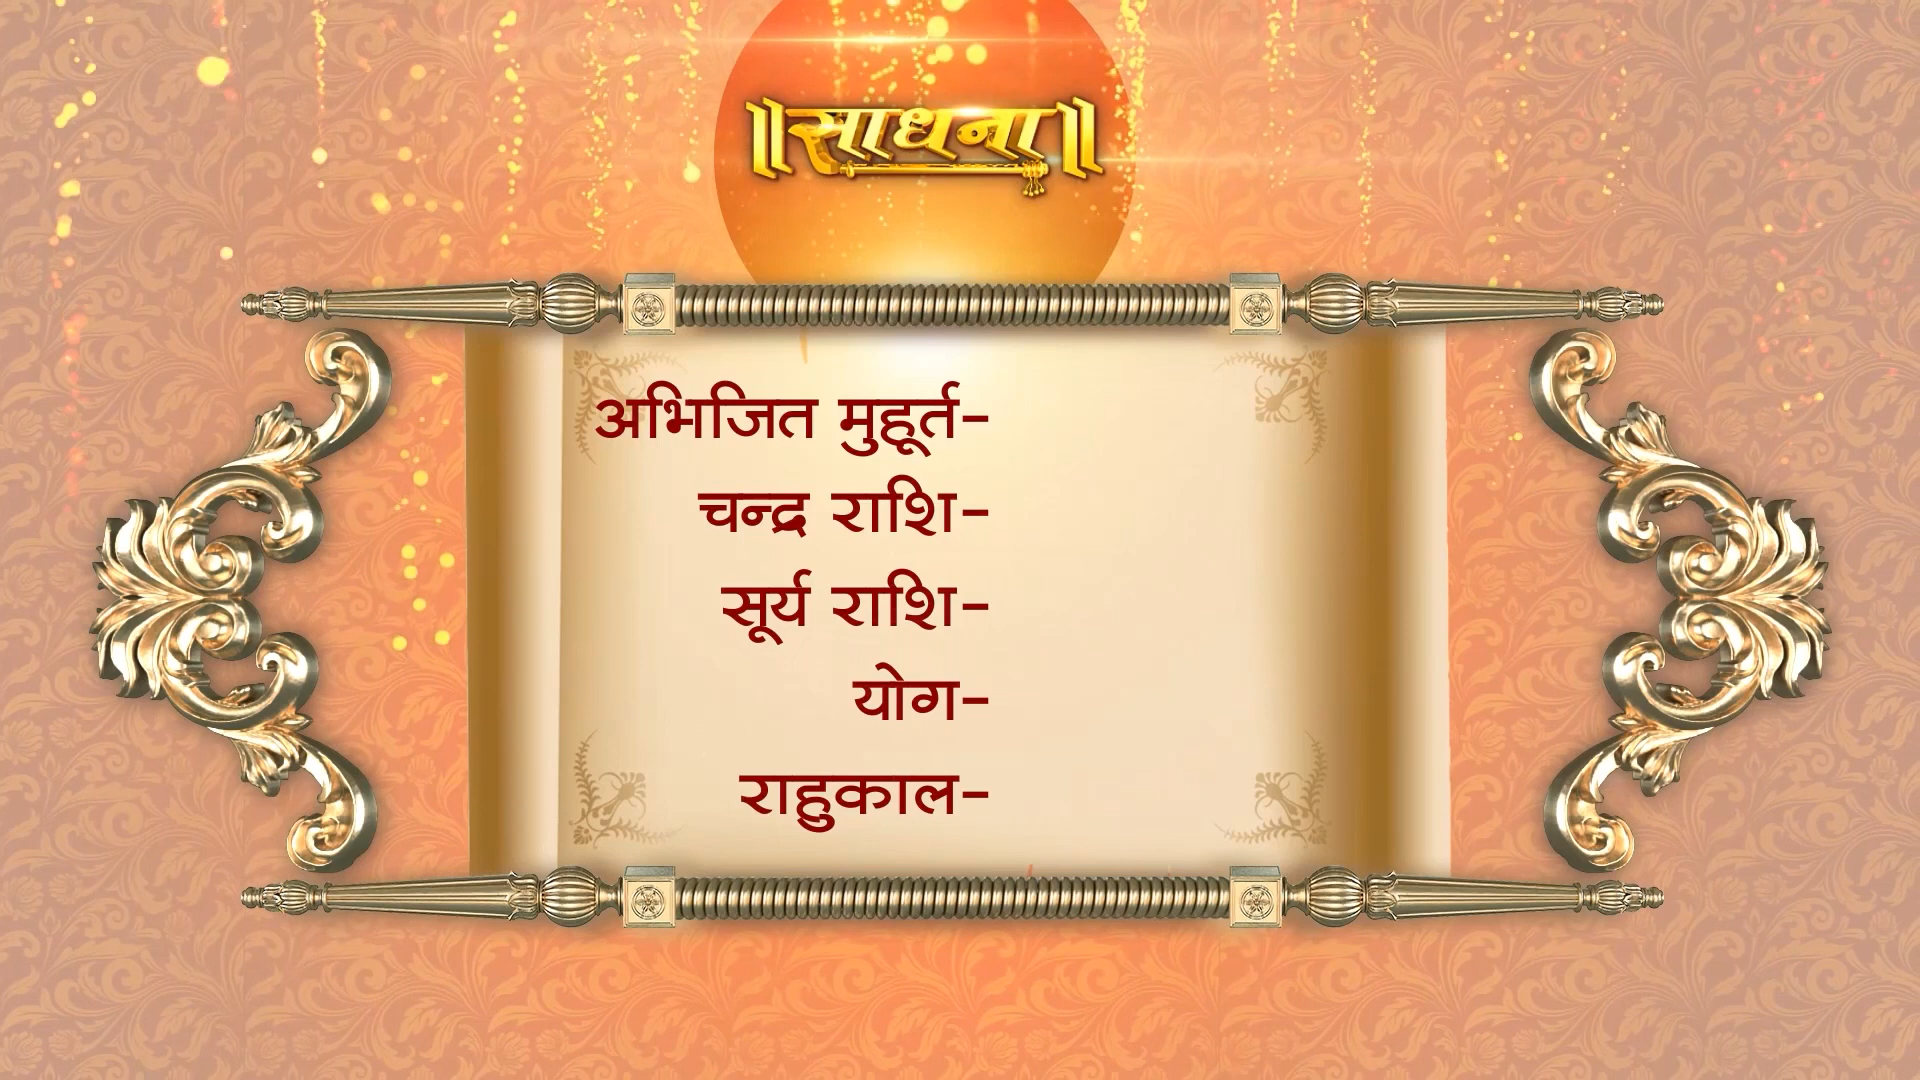 ॥साधना॥
अभिजित मुहूर्त-
चन्द्र राशि-
सूर्य राशि-
योग-
राहुकाल-